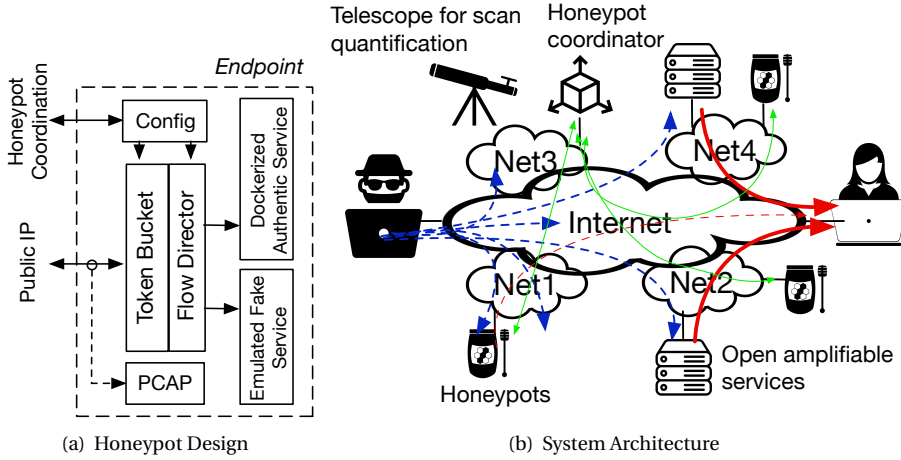 Endpoint
Honeypot
Coordination
Config
Public IP
Token Bucket
Flow Director
Dockerized
Authentic Service
Emulated Fake
Service
PCAP
(a) Honeypot Design
Telescope for scan
quantification
Honeypot
coordinator
Net3
Net4
Internet
Net1
Net2
Honeypots
Open amplifiable
services
(b) System Architecture